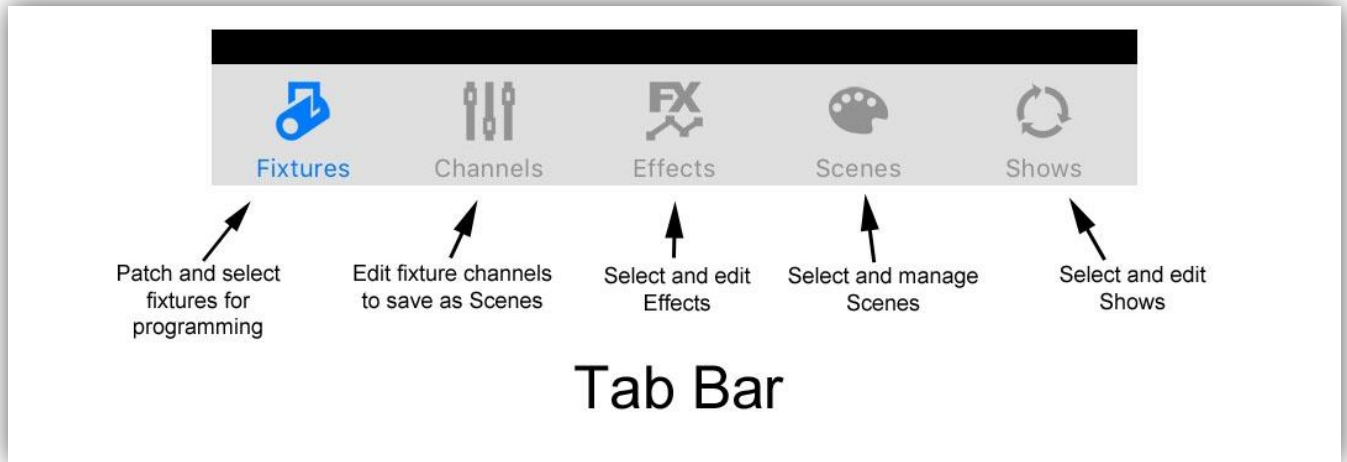 FX
Fixtures
Channels
Effects
Scenes
Shows
Patch and select
fixtures for
programming
Edit fixture channels
to save as Scenes
Select and edit
Effects
Select and manage
Scenes
Select and edit
Shows
Tab Bar